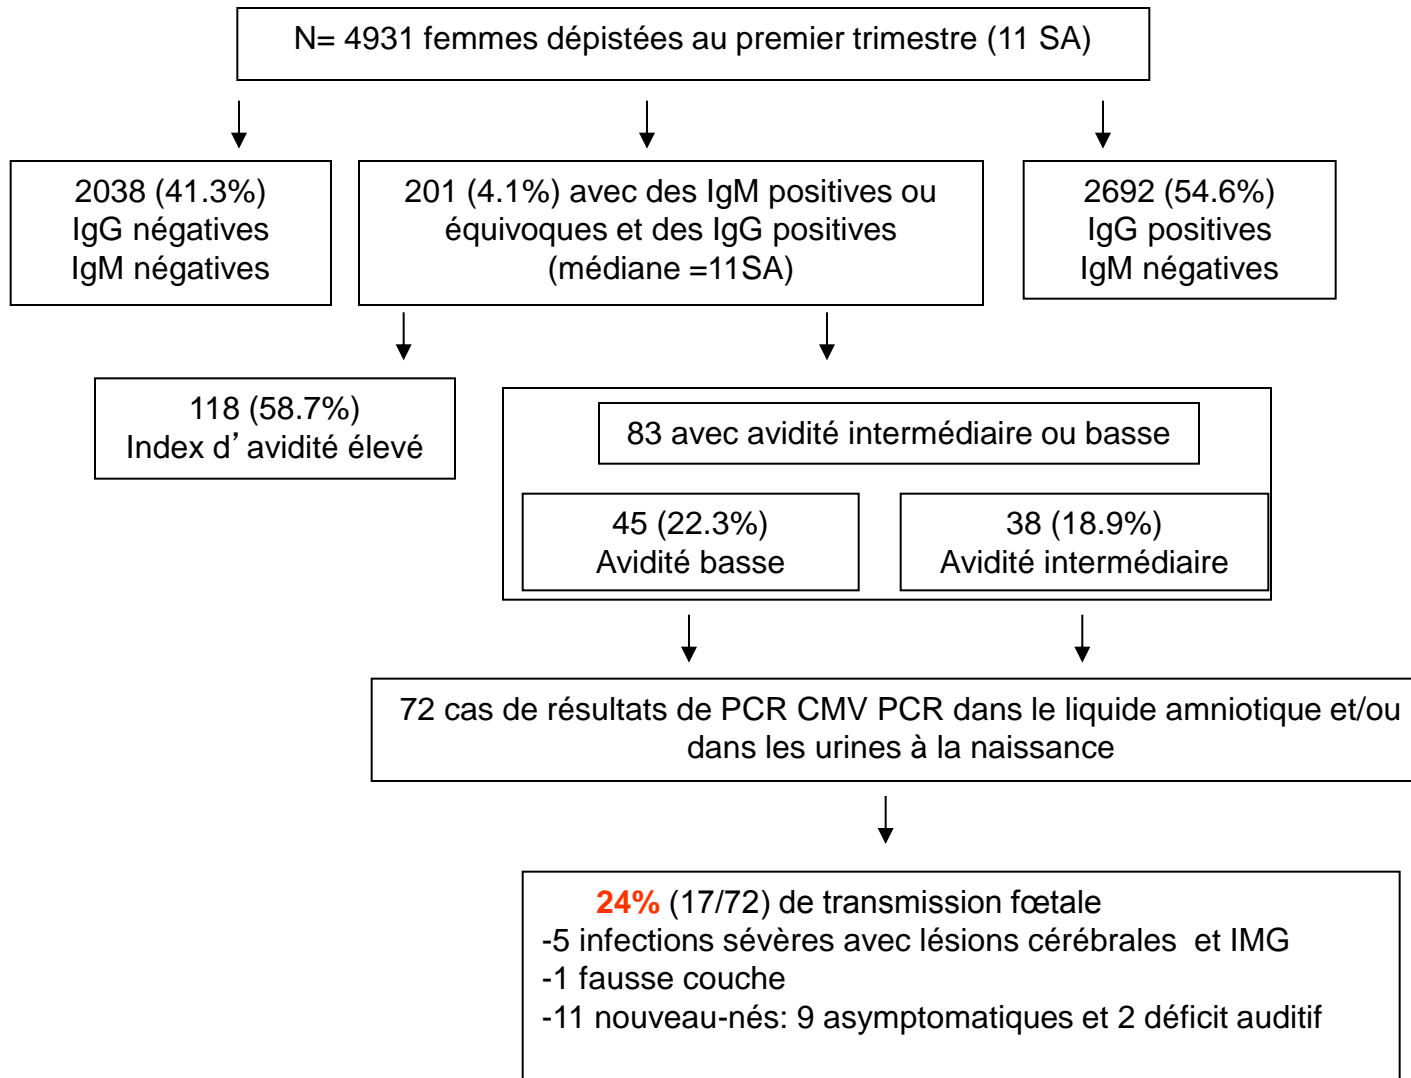 N= 4931 femmes dépistées au premier trimestre (11 SA)
2038 (41.3%)
IgG négatives
IgM négatives
201 (4.1%) avec des IgM positives ou
équivoques et des IgG positives
(médiane =11SA)
2692 (54.6%)
IgG positives
IgM négatives
118 (58.7%)
Index d’ avidité élevé
83 avec avidité intermédiaire ou basse
45 (22.3%)
Avidité basse
38 (18.9%)
Avidité intermédiaire
72 cas de résultats de PCR CMV PCR dans le liquide amniotique et/ou
dans les urines à la naissance
24% (17/72) de transmission fœtale
-5 infections sévères avec lésions cérébrales et IMG
-1 fausse couche
-11 nouveau-nés: 9 asymptomatiques et 2 déficit auditif